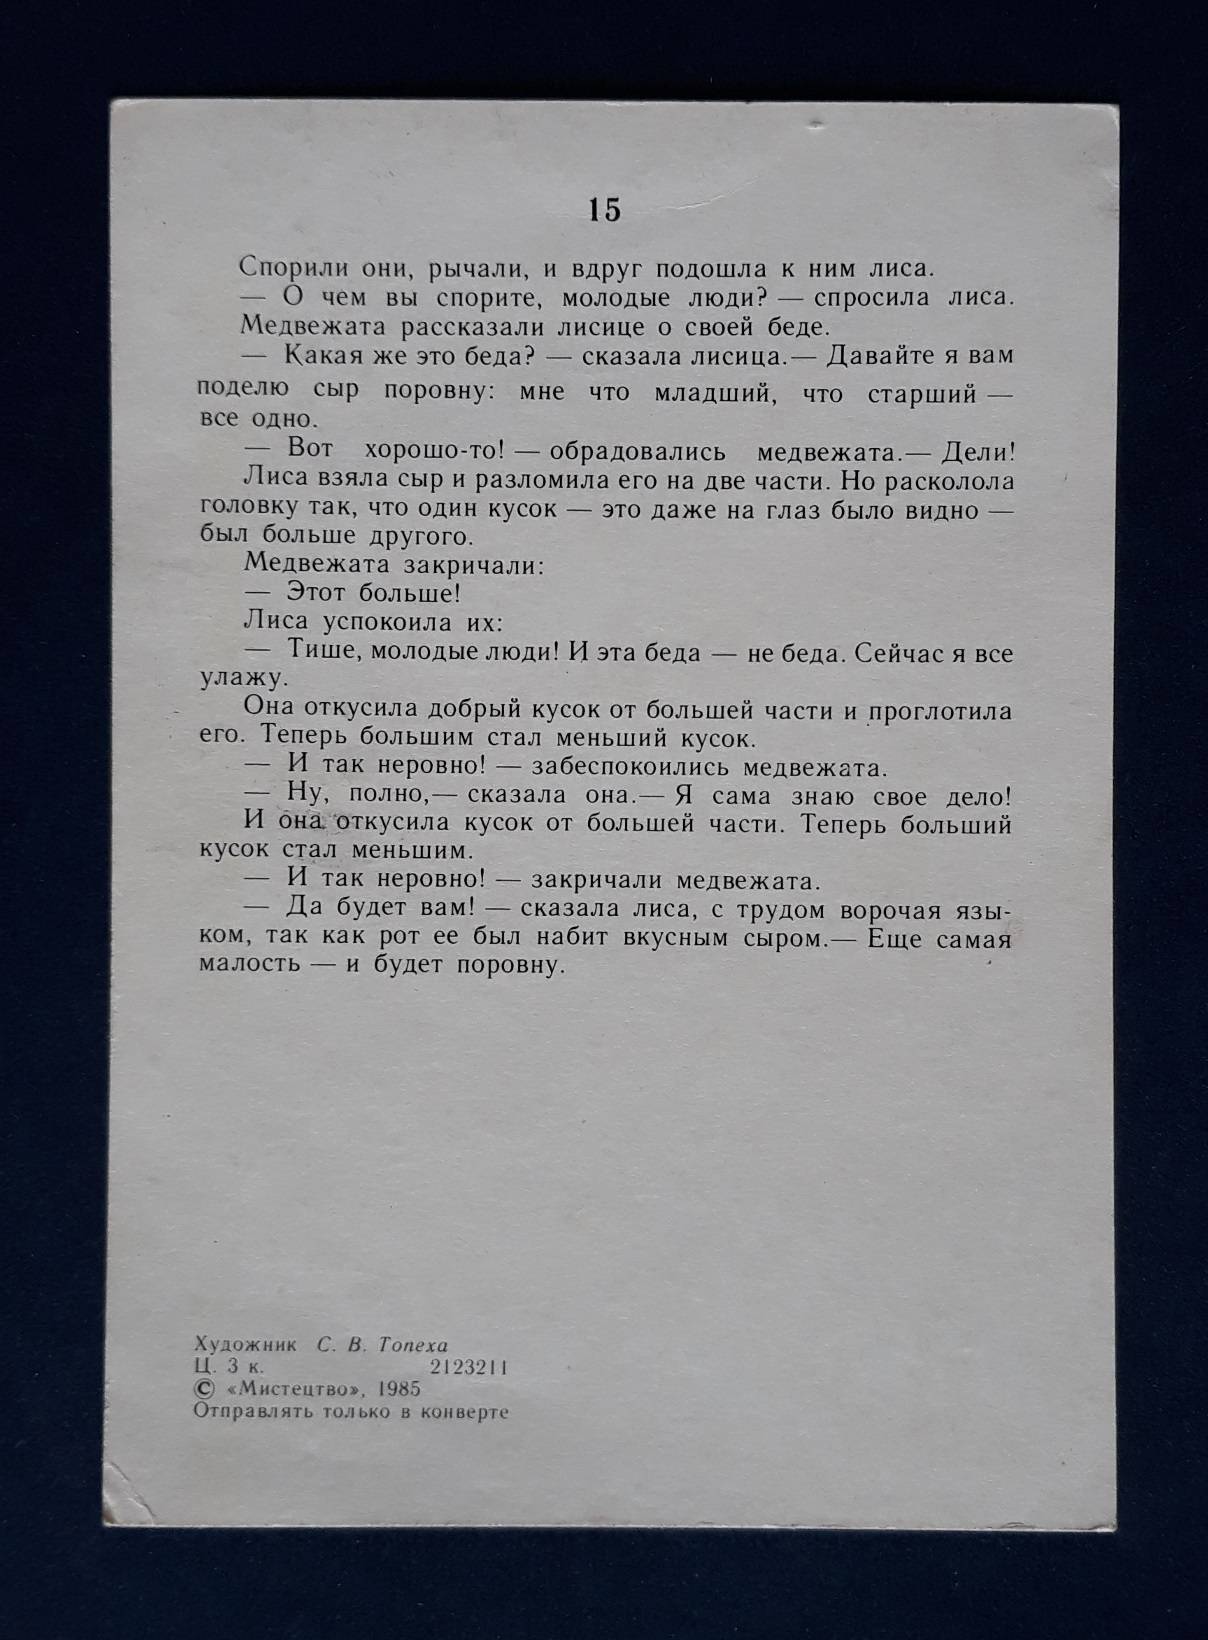 15
Спорили они, рычали, и вдруг подошла к ним лиса.
— О чем вы спорите, молодые люди? — спросила лиса.
Медвежата рассказали лисице о своей беде.
— Какая же это беда? — сказала лисица.— Давайте я вам
поделю сыр поровну: мне что младший, что старший —
все одно.
— Вот хорошо-то! — обрадовались медвежата.— Дели!
Лиса взяла сыр и разломила его на две части. Но расколола
головку так, что один кусок — это даже на глаз было видно —
был больше другого.
Медвежата закричали:
— Этот больше!
Лиса успокоила их:
— Тише, молодые люди! И эта беда — не беда. Сейчас я все
улажу.
Она откусила добрый кусок от большей части и проглотила
его. Теперь большим стал меньший кусок.
— И так неровно! — забеспокоились медвежата.
— Ну, полно,— сказала она.— Я сама знаю свое дело!
И она откусила кусок от большей части. Теперь больший
кусок стал меньшим.
— И так неровно! — закричали медвежата.
— Да будет вам! — сказала лиса, с трудом ворочая язы-
ком, так как рот ее был набит вкусным сыром.— Еще самая
малость — и будет поровну.
Художник С. В. Топеха
Ц. 3 к. 2123211
© «Мистецтво», 1985
Отправлять только в конверте